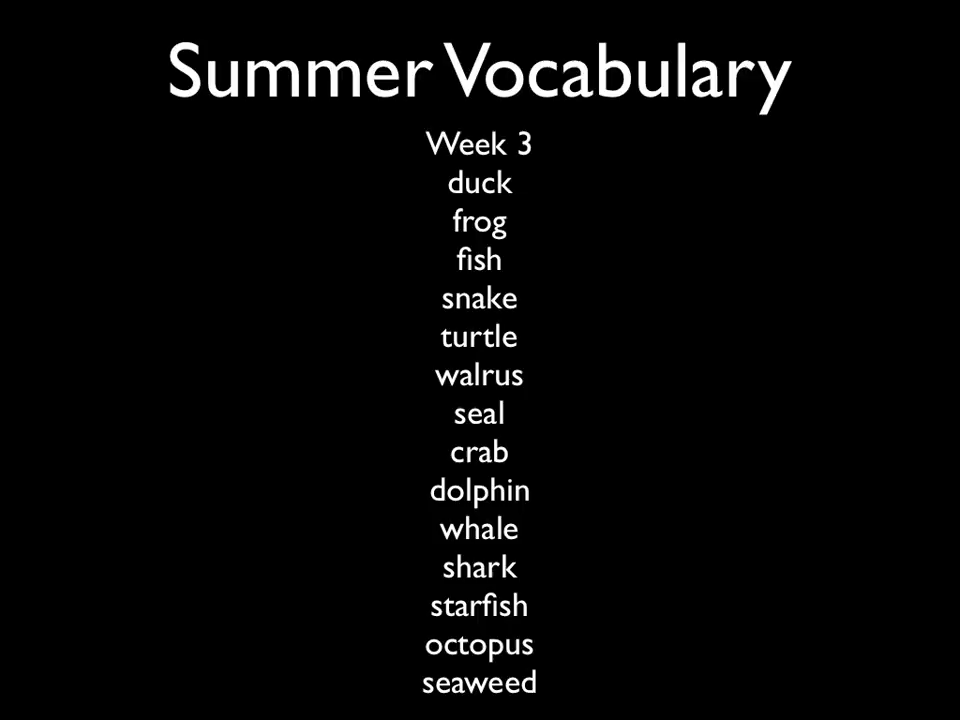 Summer Vocabulary
Week 3
duck
frog
fish
snake
turtle
walrus
seal
crab
dolphin
whale
shark
starfish
octopus
seaweed